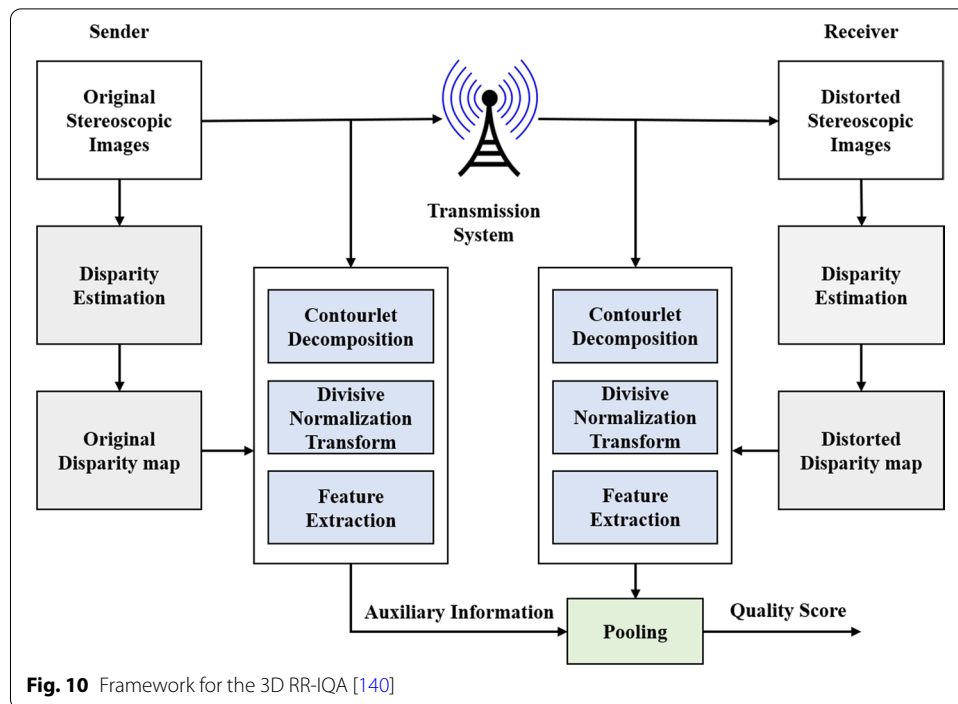 Sender
Receiver
Original
Stereoscopic
Images
Distorted
Stereoscopic
Images
Transmission
System
Disparity
Estimation
Disparity
Estimation
Contourlet
Decomposition
Contourlet
Decomposition
Divisive
Normalization
Transform
Divisive
Normalization
Transform
Original
Disparity map
Distorted
Disparity map
Feature
Extraction
Feature
Extraction
Auxiliary Information
Pooling
Quality Score
Fig. 10 Framework for the 3D RR-IQA [140]